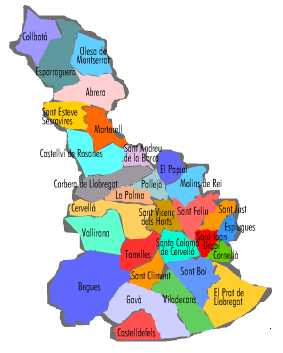 Collbató
Olesa de
Montserrat
Esparraguera
Abrera
Sant Esteve
Sesrovires
Martorell
Castellví de Rosanes
Sant Andreu
de la Barca
El Papiol
Corbera de Llobregat
Pallejà
Molins de Rei
La Palma
Cervelló
Sant Vicenç
dels Horts
Sant Feliu
Sant Just
Esplugues
Vallirana
Santa Coloma
de Cervelló
Sant Joan
Despí
Cornellà
Torrelles
Sant Climent
Sant Boi
Begues
El Prat de
Llobregat
Gavà
Viladecans
Castelldefels